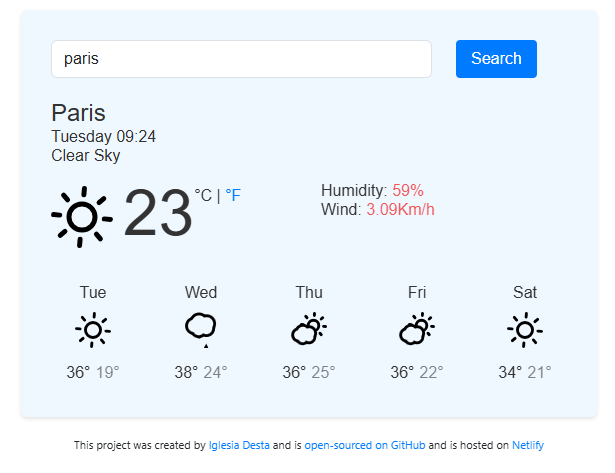 paris
Search
Paris
Tuesday 09:24
Clear Sky
23 °C | °F
Humidity: 59%
Wind: 3.09Km/h
Tue Wed Thu Fri Sat
36° 19° 38° 24° 36° 25° 36° 22° 34° 21°
This project was created by Iglesia Desta and is open-sourced on GitHub and is hosted on Netlify